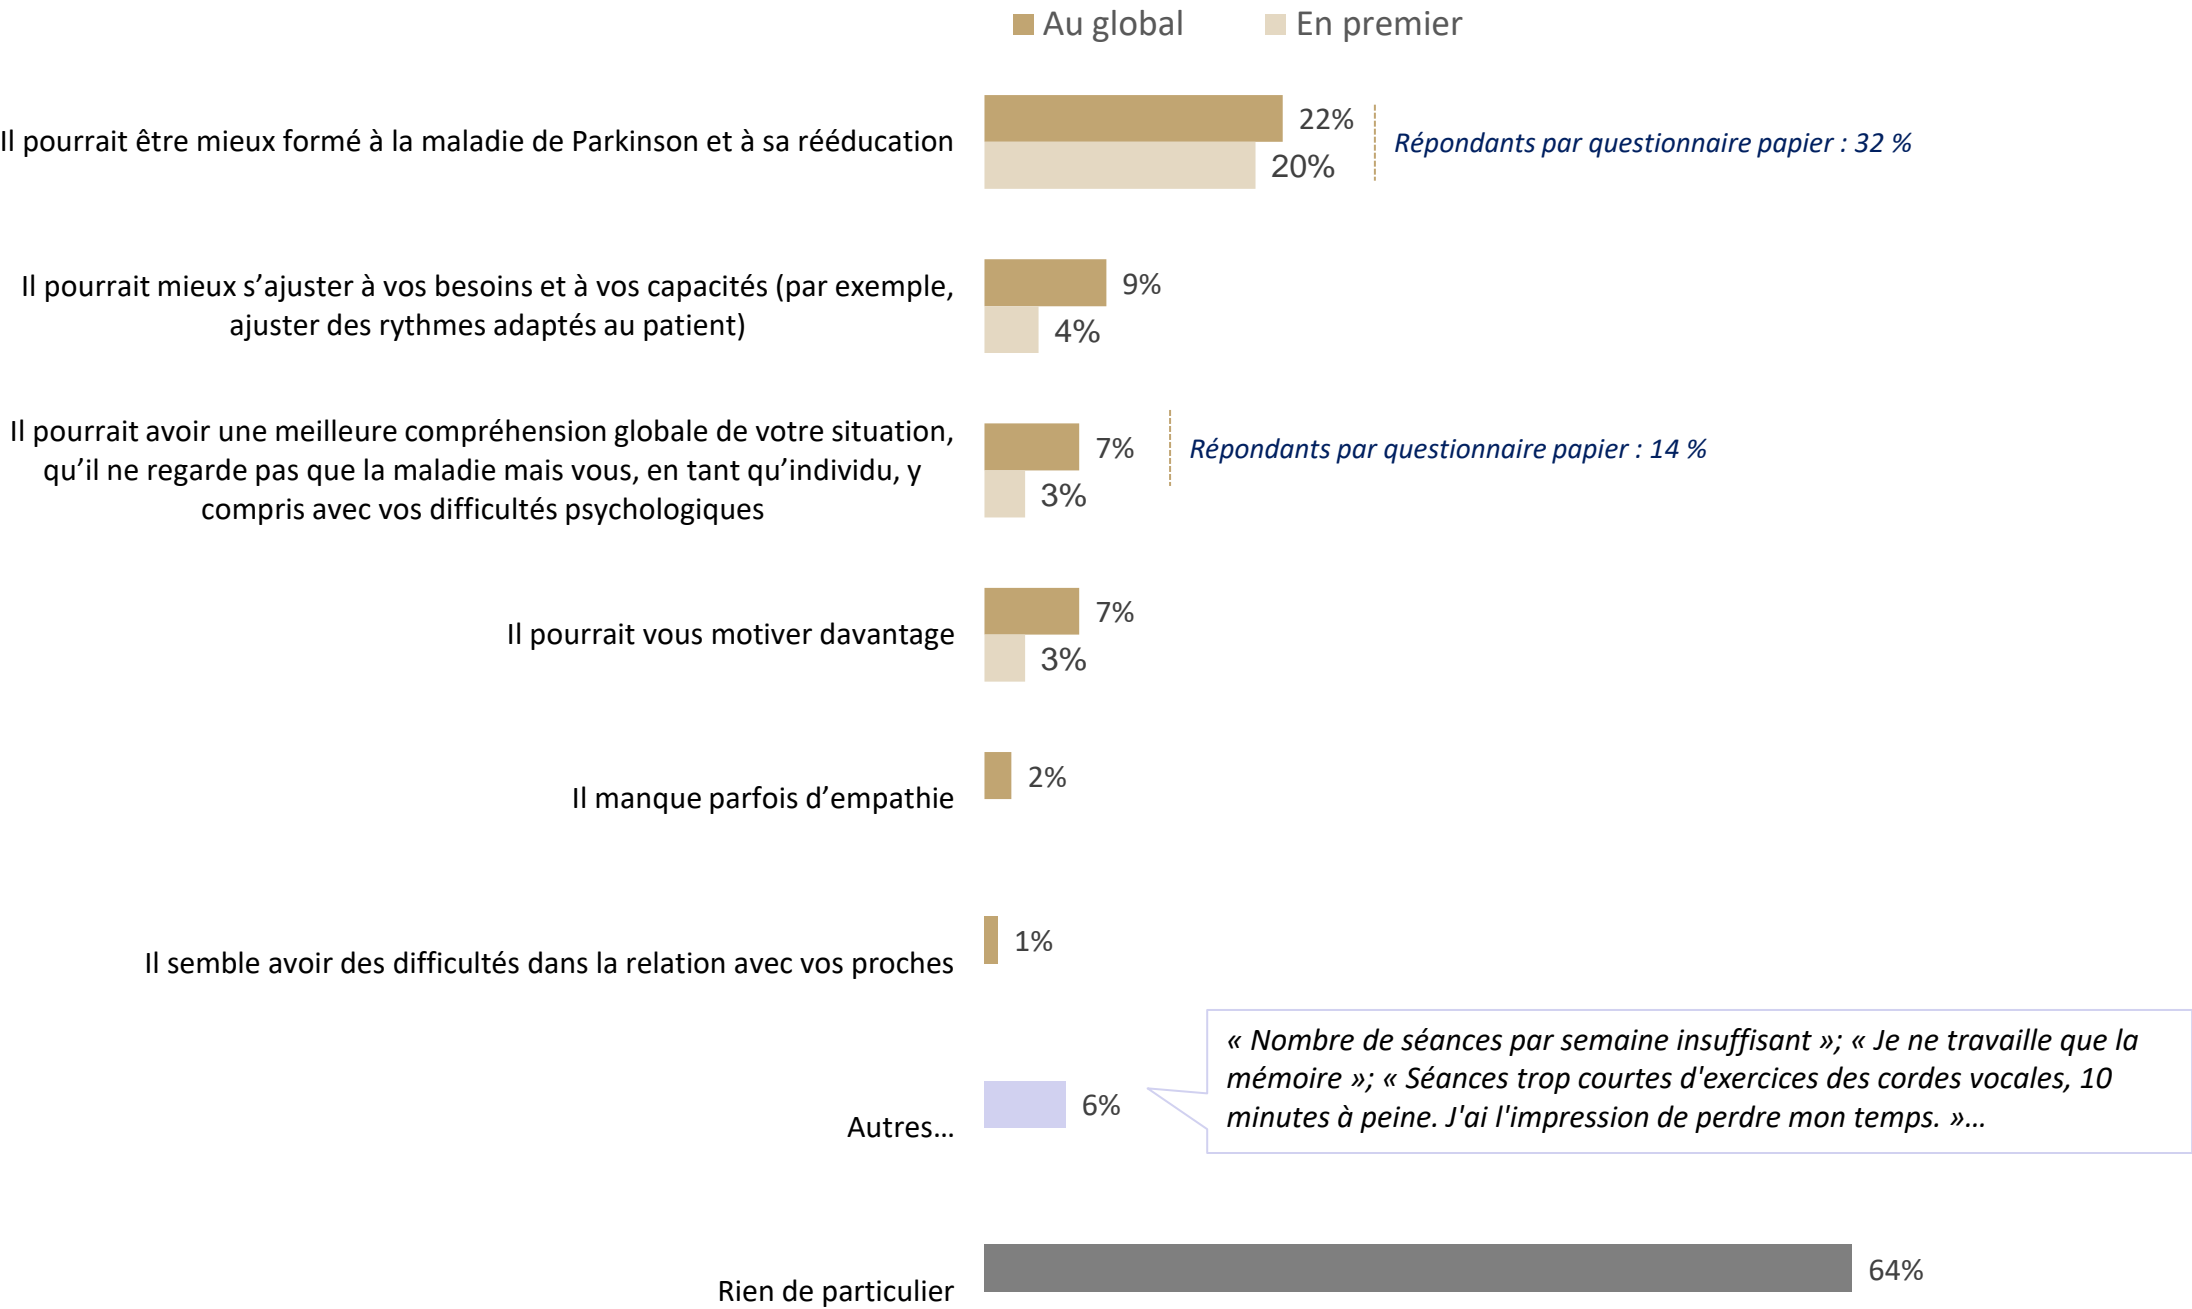 Au global En premier
Il pourrait être mieux formé à la maladie de Parkinson et à sa rééducation
22%
20%
Répondants par questionnaire papier : 32 %
Il pourrait mieux s’ajuster à vos besoins et à vos capacités (par exemple,
ajuster des rythmes adaptés au patient)
9%
4%
Il pourrait avoir une meilleure compréhension globale de votre situation,
qu’il ne regarde pas que la maladie mais vous, en tant qu’individu, y
compris avec vos difficultés psychologiques
7%
3%
Répondants par questionnaire papier : 14 %
Il pourrait vous motiver davantage
7%
3%
Il manque parfois d’empathie
2%
Il semble avoir des difficultés dans la relation avec vos proches
1%
Autres…
6%
« Nombre de séances par semaine insuffisant »; « Je ne travaille que la
mémoire »; « Séances trop courtes d'exercices des cordes vocales, 10
minutes à peine. J'ai l'impression de perdre mon temps. »…
Rien de particulier
64%